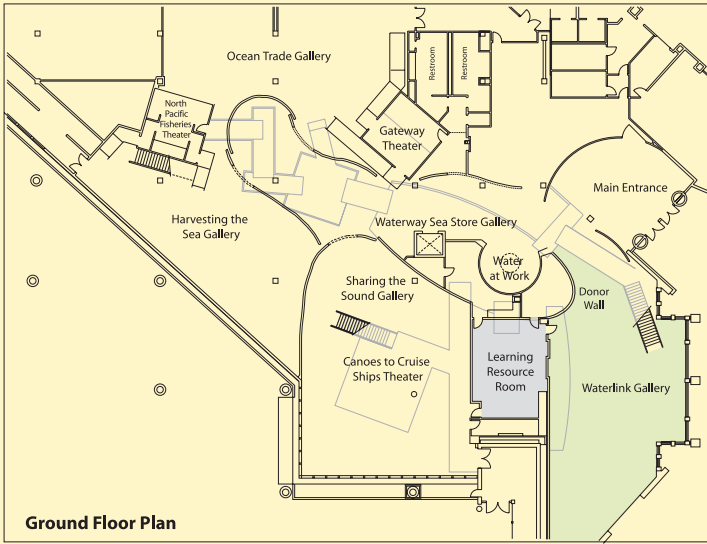 Ocean Trade Gallery
Restroom
Restroom
North
Pacific
Fisheries
Theater
Gateway
Theater
Main Entrance
Harvesting the
Sea Gallery
Waterway Sea Store Gallery
Water
at Work
Sharing the
Sound Gallery
Donor
Wall
Canoes to Cruise
Ships Theater
Learning
Resource
Room
Waterlink Gallery
Ground Floor Plan